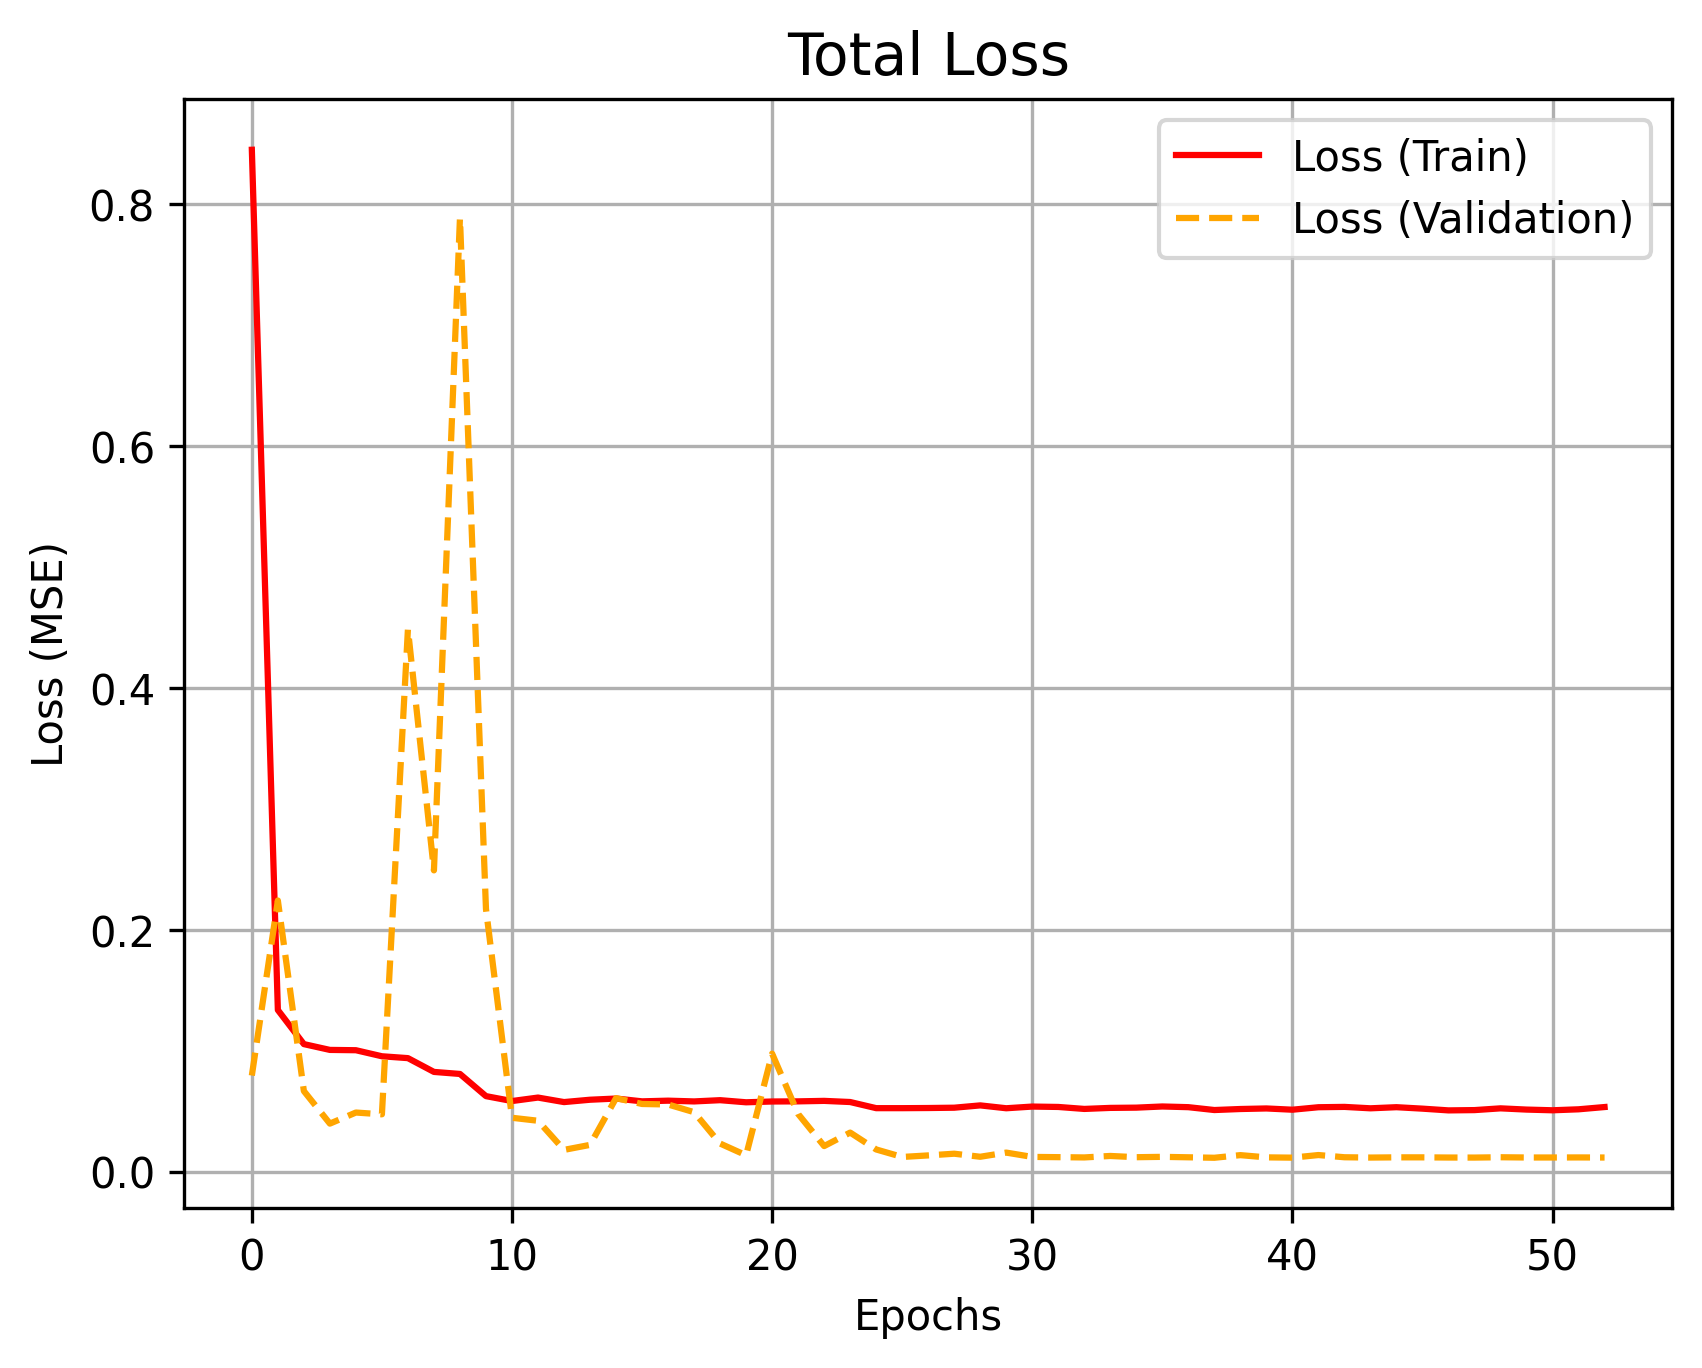 Total Loss
Loss (Train)
Loss (Validation)
0.8
0.6
0.4
0.2
0.0
Loss (MSE)
0 10 20 30 40 50
Epochs